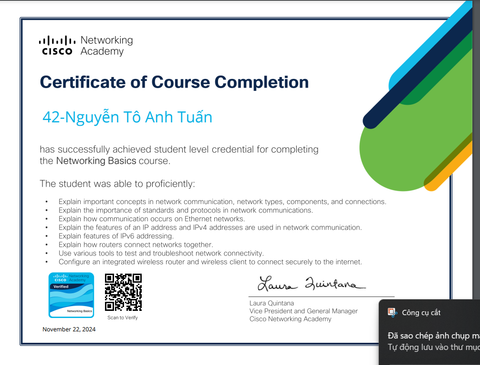 Networking
CISCO Academy
Certificate of Course Completion
42-Nguyễn Tô Anh Tuấn
has successfully achieved student level credential for completing
the Networking Basics course.
The student was able to proficiently:
• Explain important concepts in network communication, network types, components, and connections.
• Explain the importance of standards and protocols in network communications.
• Explain how communication occurs on Ethernet networks.
• Explain the features of an IP address and IPv4 addresses are used in network communication.
• Explain features of IPv6 addressing.
• Explain how routers connect networks together.
• Use various tools to test and troubleshoot network connectivity.
• Configure an integrated wireless router and wireless client to connect securely to the internet.
Verified
Networking Basics
Scan to Verify
Laura Quintana
Laura Quintana
Vice President and General Manager
Cisco Networking Academy
November 22, 2024
Công cụ cắt
Đã sao chép ảnh chụp
Tự động lưu vào thư mục